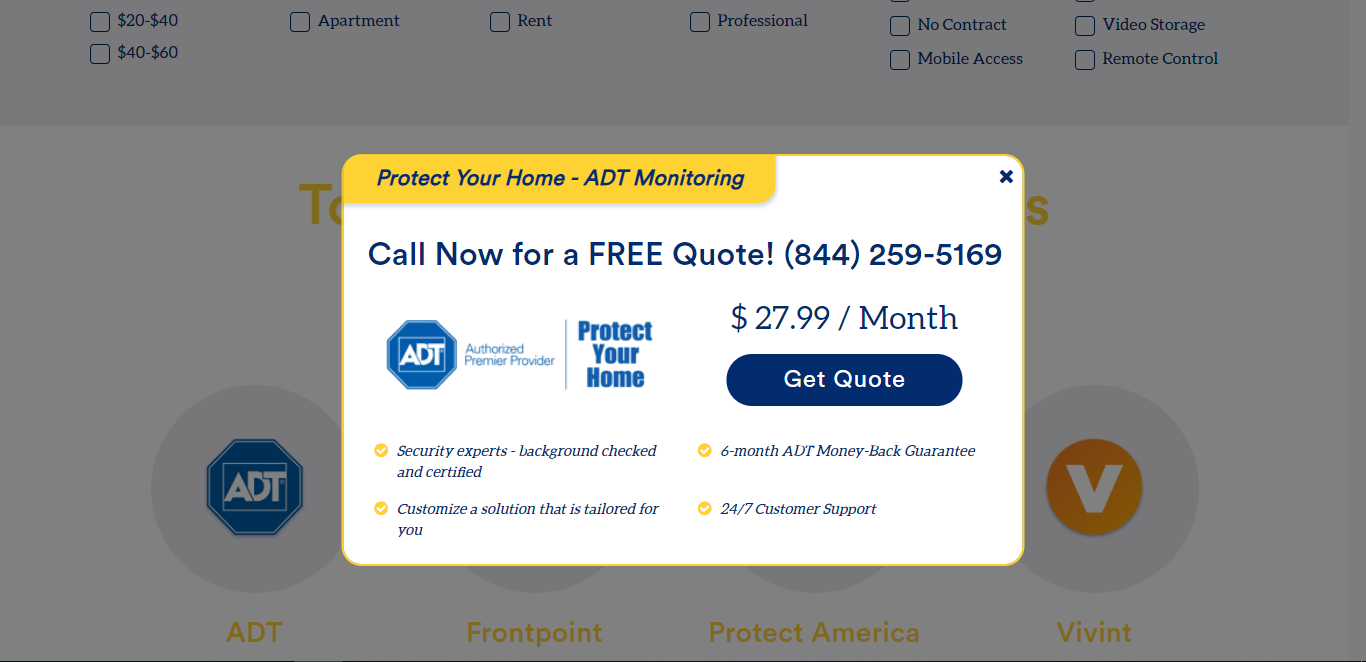 $20-$40
Apartment
Rent
Professional
No Contract
Video Storage
$40-$60
Mobile Access
Remote Control
Protect Your Home - ADT Monitoring
Call Now for a FREE Quote! (844) 259-5169
$ 27.99 / Month
ADT
Authorized
Premier Provider
Protect
Your
Home
Get Quote
Security experts - background checked
and certified
6-month ADT Money-Back Guarantee
Customize a solution that is tailored for
you
24/7 Customer Support
ADT
V
ADT
Frontpoint
Protect America
Vivint